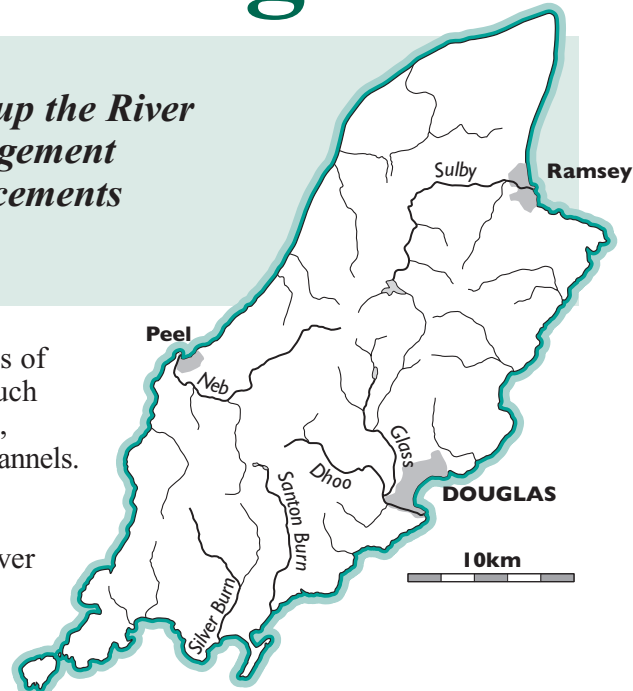 g
up the River
gement
cements
s of
uch
,
annels.
ver
Sulby
Ramsey
Peel
Neb
Glass
Dhoo
DOUGLAS
Santon Burn
10km
Silver Burn